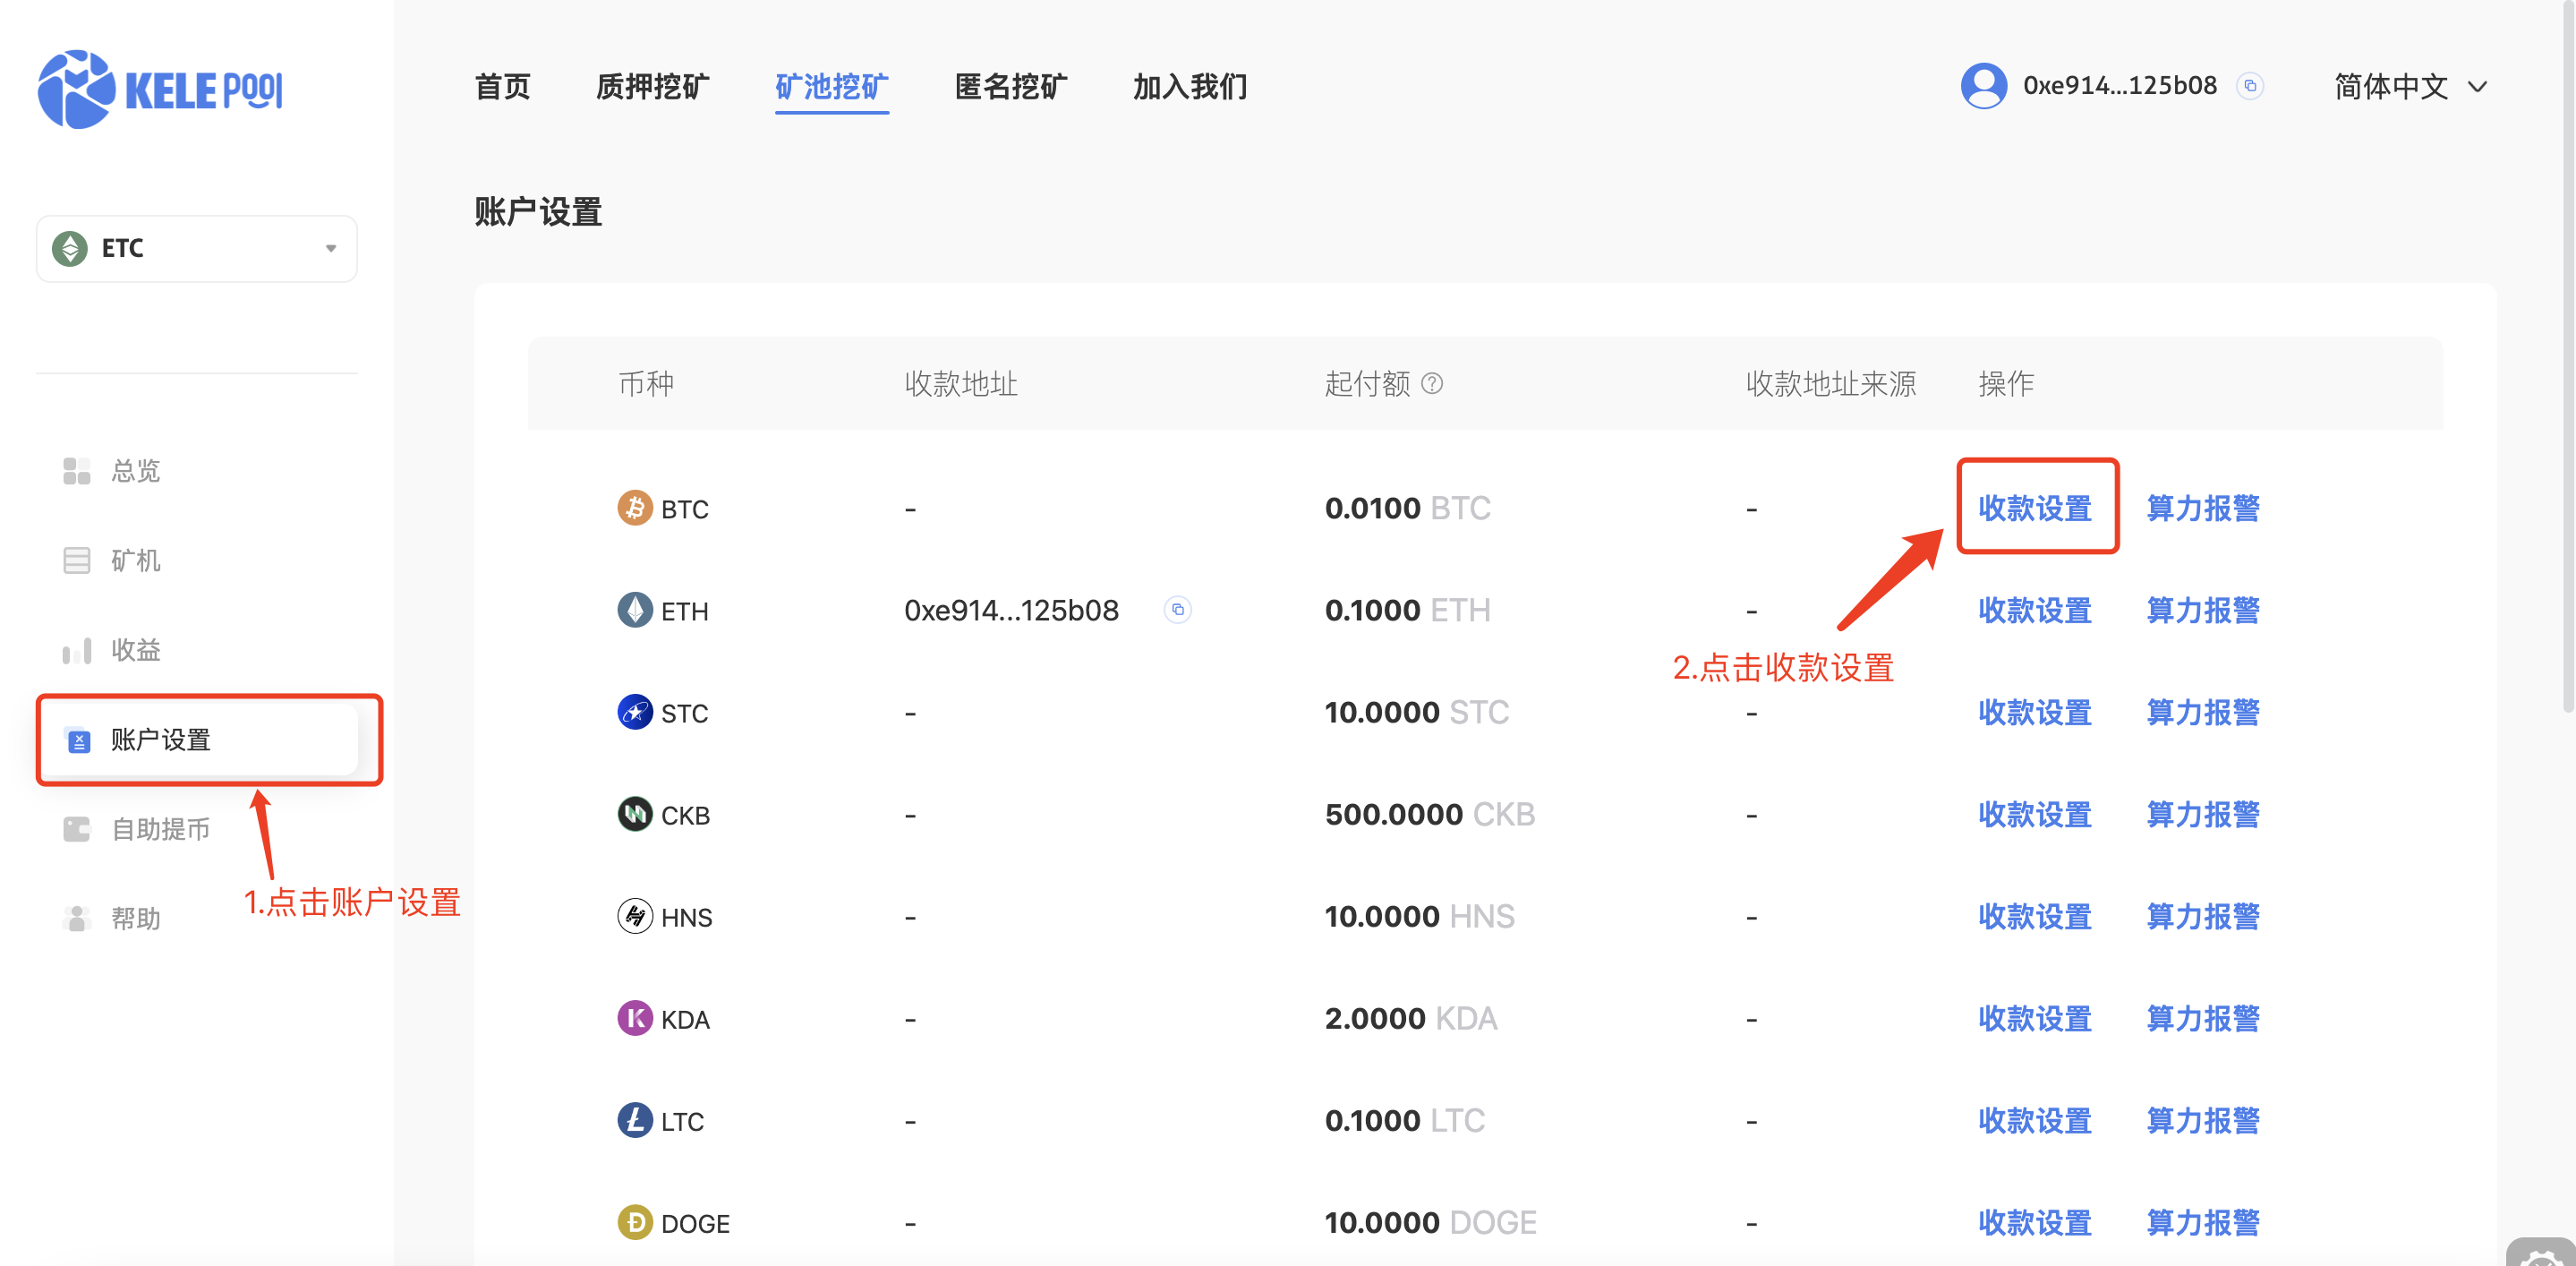 KELE POOL
首页 质押挖矿 矿池挖矿 匿名挖矿 加入我们 0xe914...125b08 简体中文
账户设置
ETC
总览
矿机
收益
账户设置
自助提币
帮助
1.点击账户设置
币种 收款地址 起付额 ? 收款地址来源 操作
BTC - 0.0100 BTC - 收款设置 算力报警
ETH 0xe914...125b08 0.1000 ETH - 收款设置 算力报警
2.点击收款设置
STC - 10.0000 STC - 收款设置 算力报警
CKB - 500.0000 CKB - 收款设置 算力报警
HNS - 10.0000 HNS - 收款设置 算力报警
KDA - 2.0000 KDA - 收款设置 算力报警
LTC - 0.1000 LTC - 收款设置 算力报警
DOGE - 10.0000 DOGE - 收款设置 算力报警